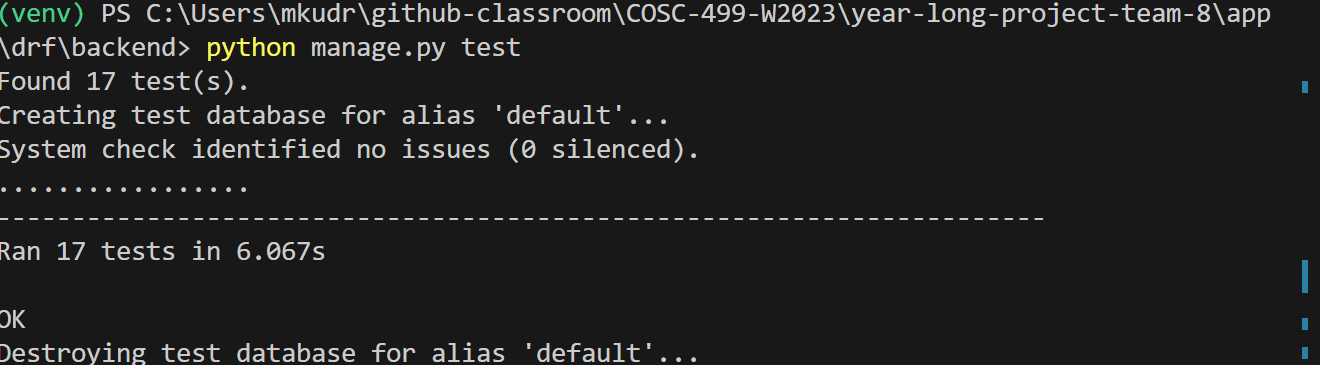 (venv) PS C:\Users\mkudr\github-classroom\COSC-499-W2023\year-long-project-team-8\app
\drf\backend> python manage.py test
Found 17 test(s).
Creating test database for alias 'default'...
System check identified no issues (0 silenced).
.................
----------------------------------------------------------------------
Ran 17 tests in 6.067s
OK
Destroying test database for alias 'default'...